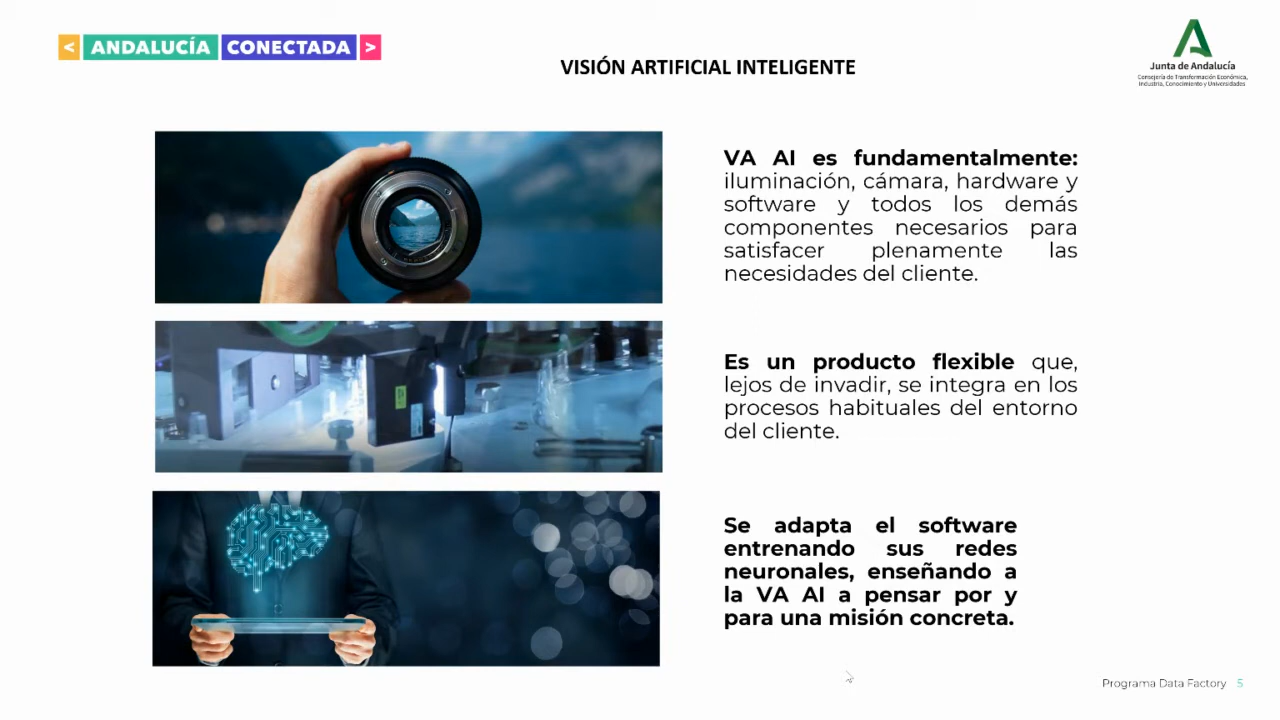 < ANDALUCÍA CONECTADA >
Junta de Andalucía
Consejería de Transformación Económica,
Industria, Conocimiento y Universidades
VISIÓN ARTIFICIAL INTELIGENTE
VA AI es fundamentalmente:
iluminación, cámara, hardware y
software y todos los demás
componentes necesarios para
satisfacer plenamente las
necesidades del cliente.
Es un producto flexible que,
lejos de invadir, se integra en los
procesos habituales del entorno
del cliente.
Se adapta el software
entrenando sus redes
neuronales, enseñando a
la VA AI a pensar por y
para una misión concreta.
Programa Data Factory 5